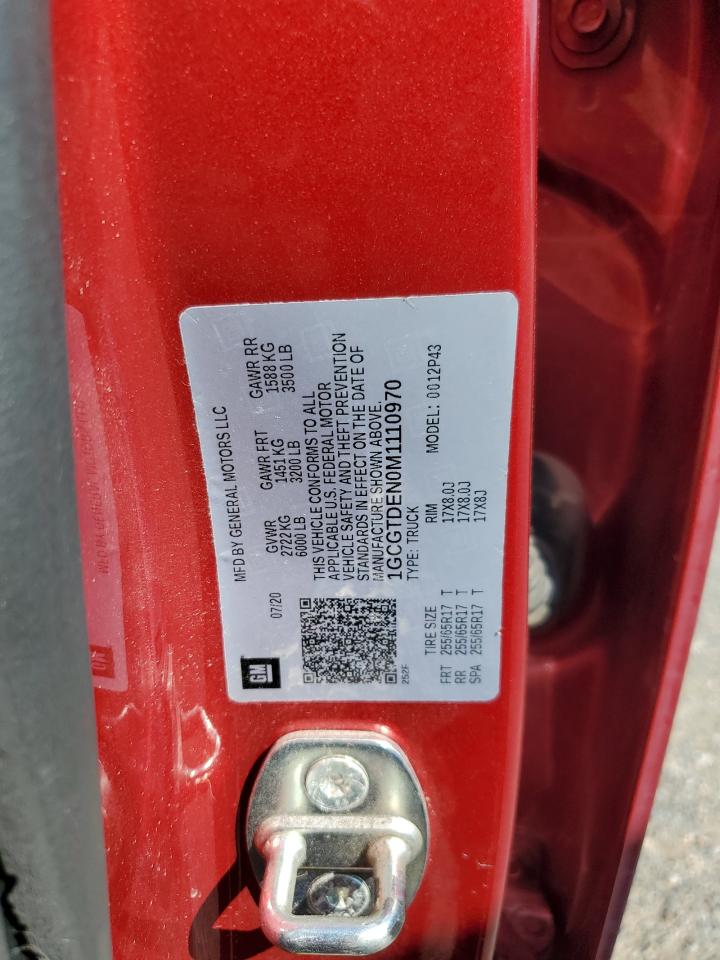 GM
MFD BY GENERAL MOTORS LLC
07/20
GVWR GAWR FRT GAWR RR
2722 KG 1451 KG 1588 KG
6000 LB 3200 LB 3500 LB
THIS VEHICLE CONFORMS TO ALL
APPLICABLE U.S. FEDERAL MOTOR
VEHICLE SAFETY AND THEFT PREVENTION
STANDARDS IN EFFECT ON THE DATE OF
MANUFACTURE SHOWN ABOVE.
1GCGTDEN0M1110970
252F
TYPE: TRUCK MODEL: 0012P43
TIRE SIZE RIM
FRT 255/65R17 T 17X8.0J
RR 255/65R17 T 17X8.0J
SPA 255/65R17 T 17X8J